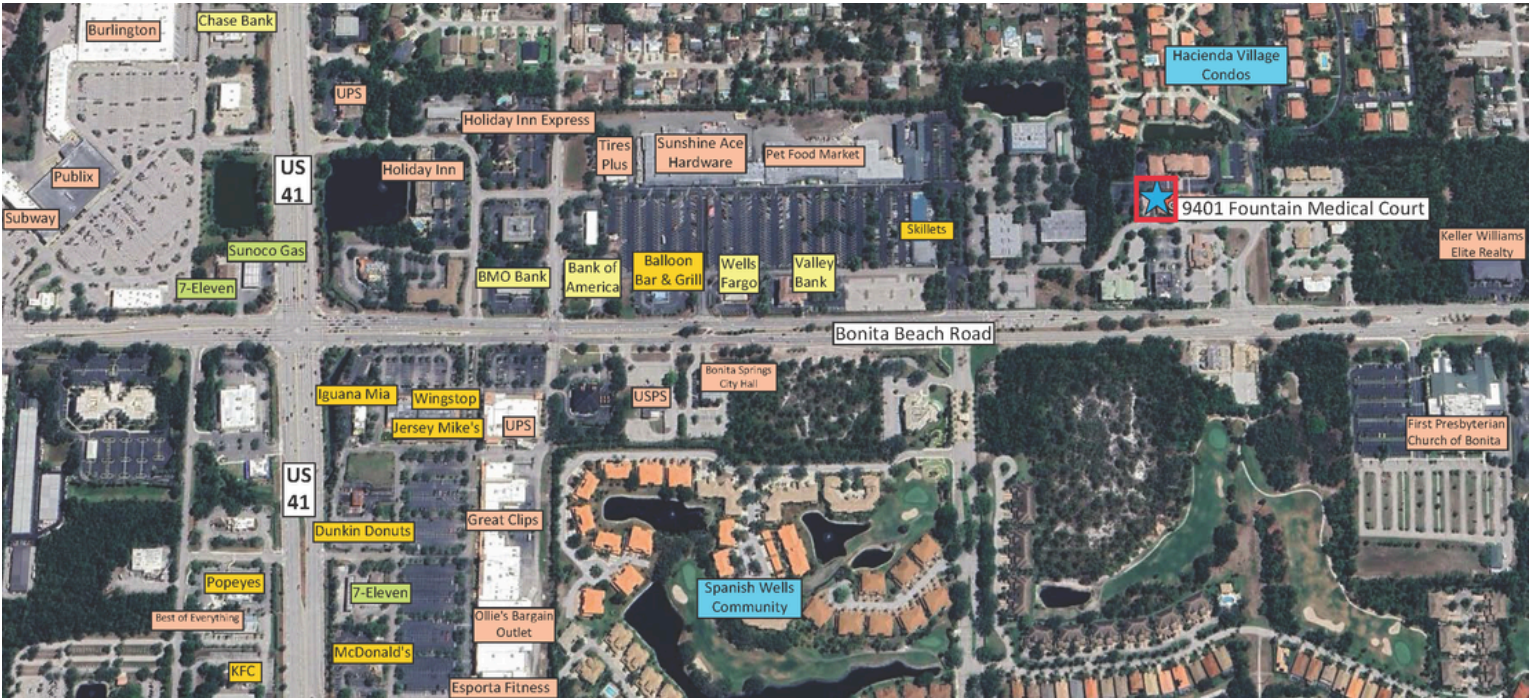 Burlington
Chase Bank
UPS
Hacienda Village
Condos
Holiday Inn Express
Tires
Plus
Sunshine Ace
Hardware
Pet Food Market
Publix
US
41
Holiday Inn
Subway
9401 Fountain Medical Court
Skillets
Keller Williams
Elite Realty
Sunoco Gas
7-Eleven
BMO Bank
Bank of
America
Balloon
Bar & Grill
Wells
Fargo
Valley
Bank
Bonita Beach Road
Bonita Springs
City Hall
Iguana Mia
Wingstop
USPS
Jersey Mike's
UPS
First Presbyterian
Church of Bonita
US
41
Great Clips
Dunkin Donuts
Popeyes
7-Eleven
Spanish Wells
Community
Best of Everything
Ollie's Bargain
Outlet
McDonald's
KFC
Esporta Fitness